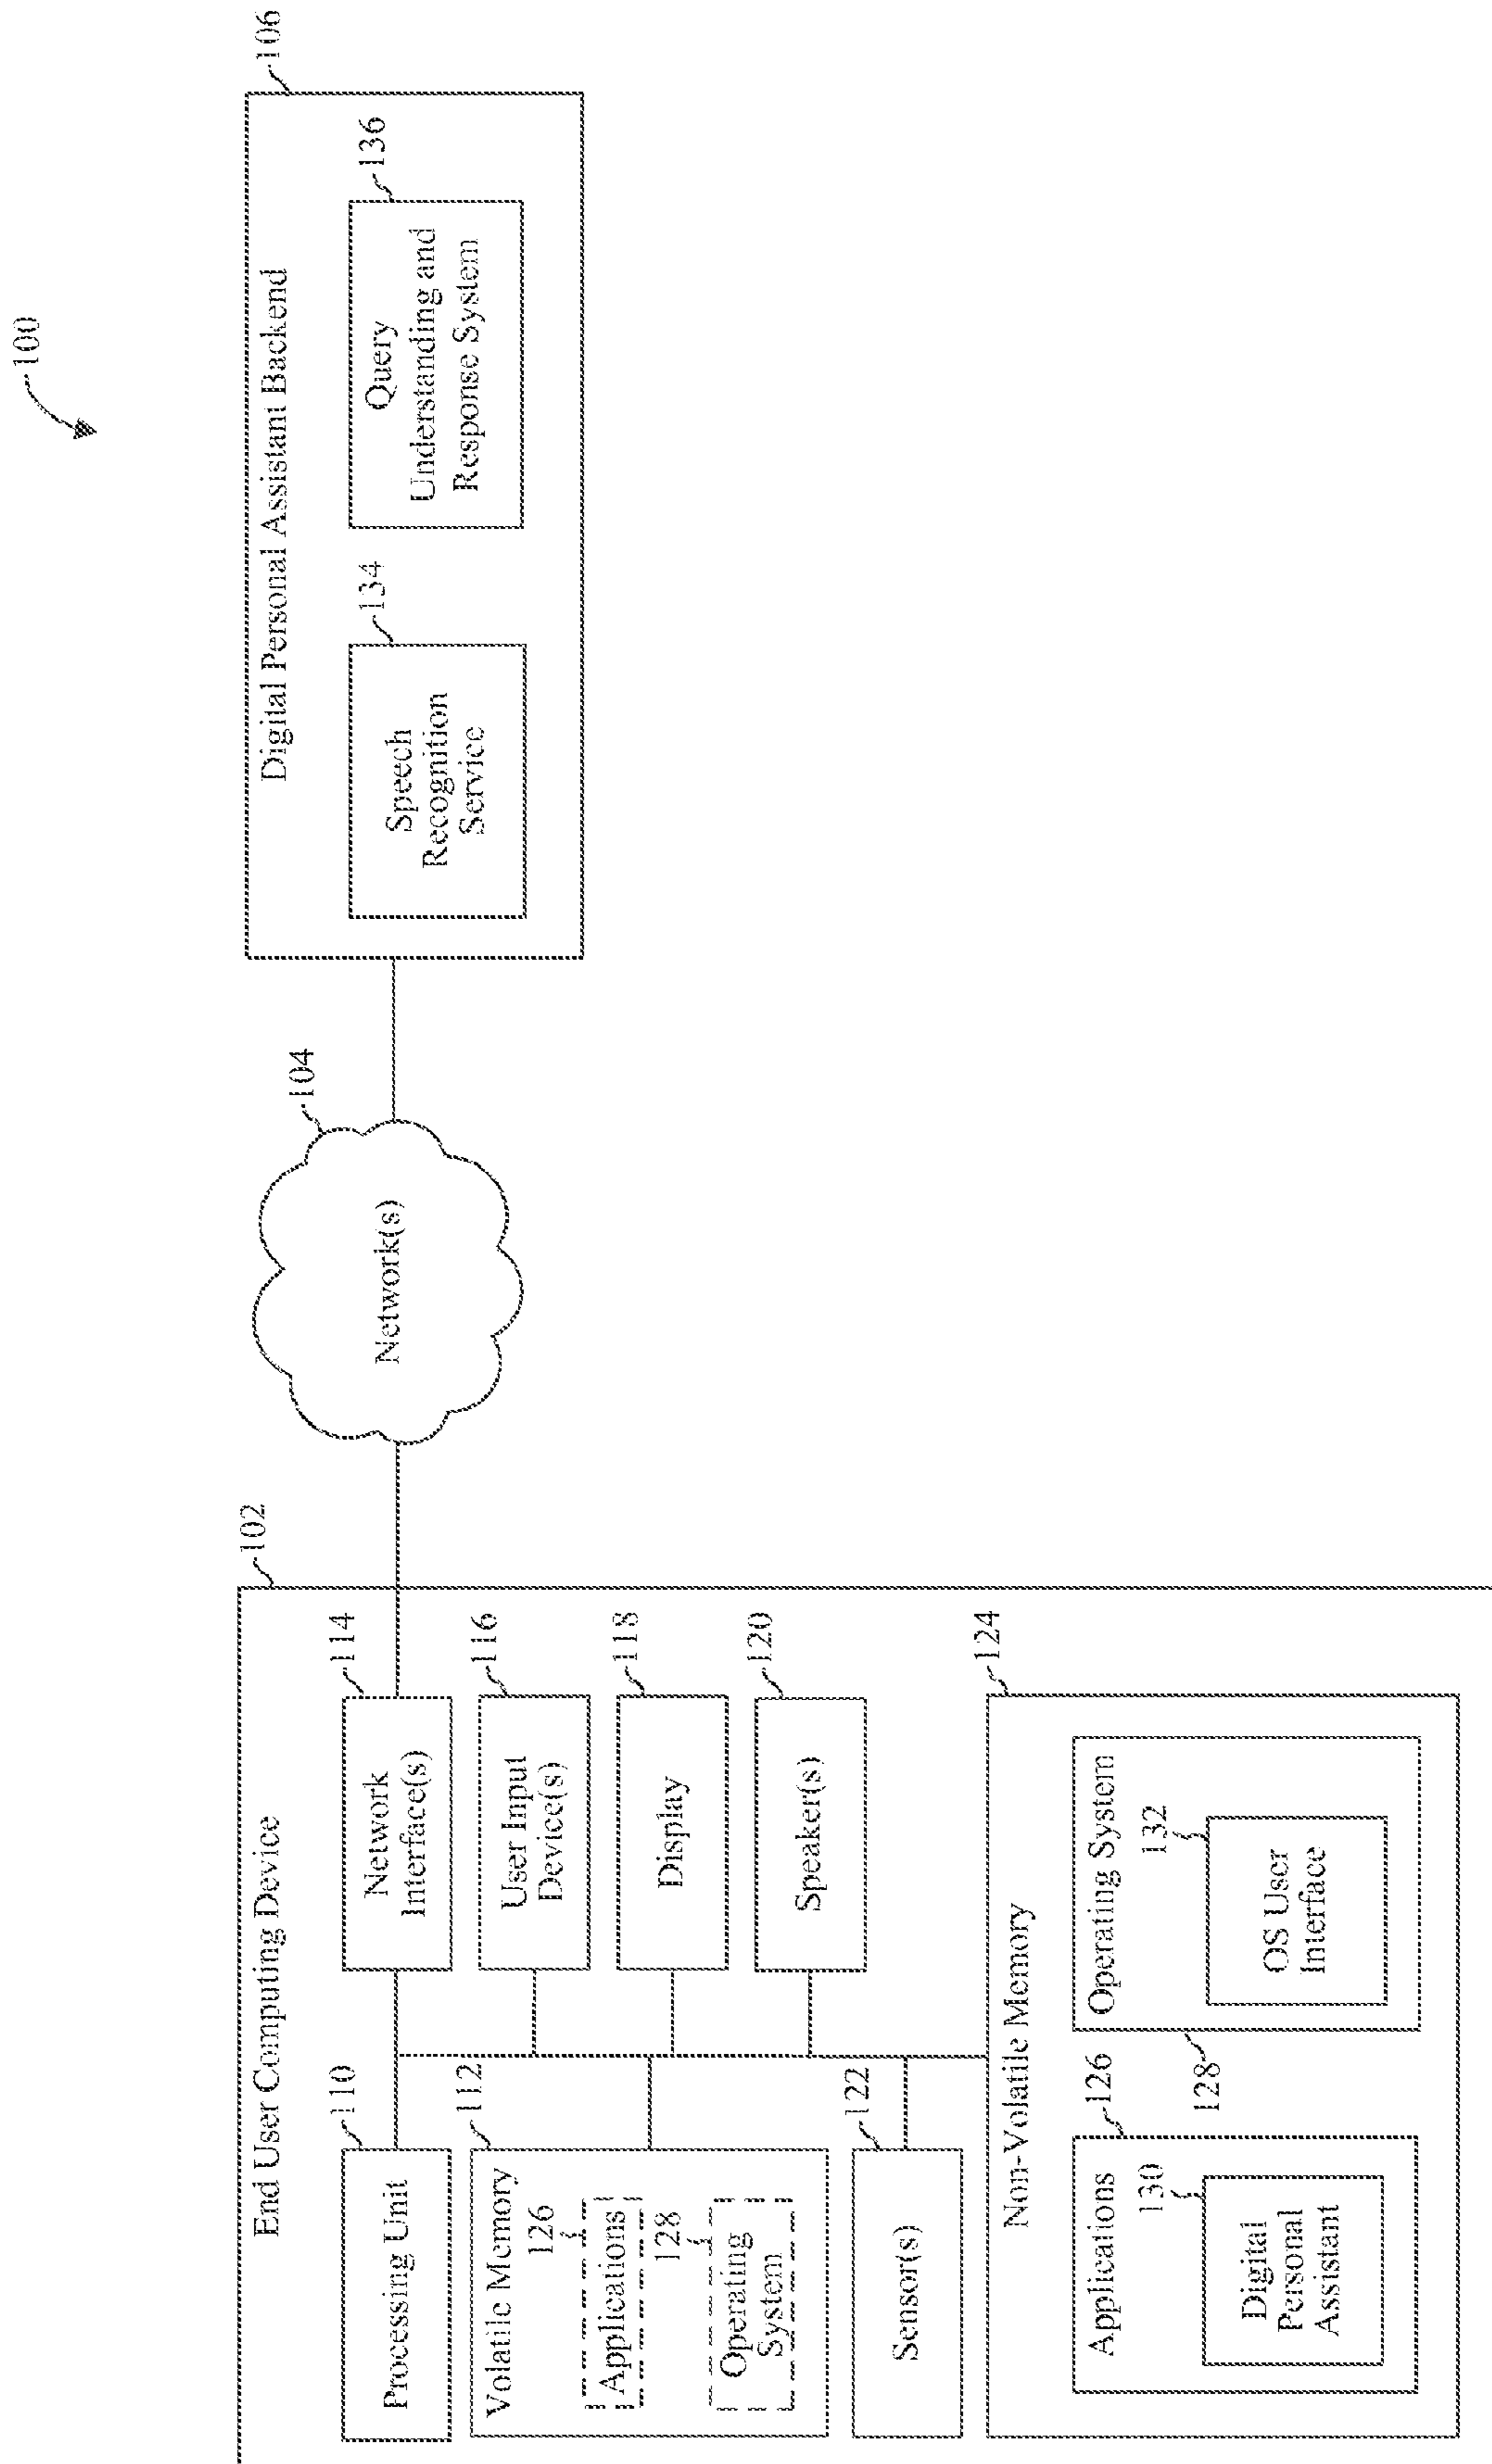 100
102
End User Computing Device
110
Processing Unit
114
Network
Interface(s)
112
Volatile Memory
126
Applications
128
Operating
System
116
User Input
Device(s)
118
Display
120
Speaker(s)
122
Sensor(s)
124
Non-Volatile Memory
126
Applications
130
Digital
Personal
Assistant
128
Operating System
132
OS User
Interface
104
Network(s)
106
Digital Personal Assistant Backend
134
Speech
Recognition
Service
136
Query
Understanding and
Response System